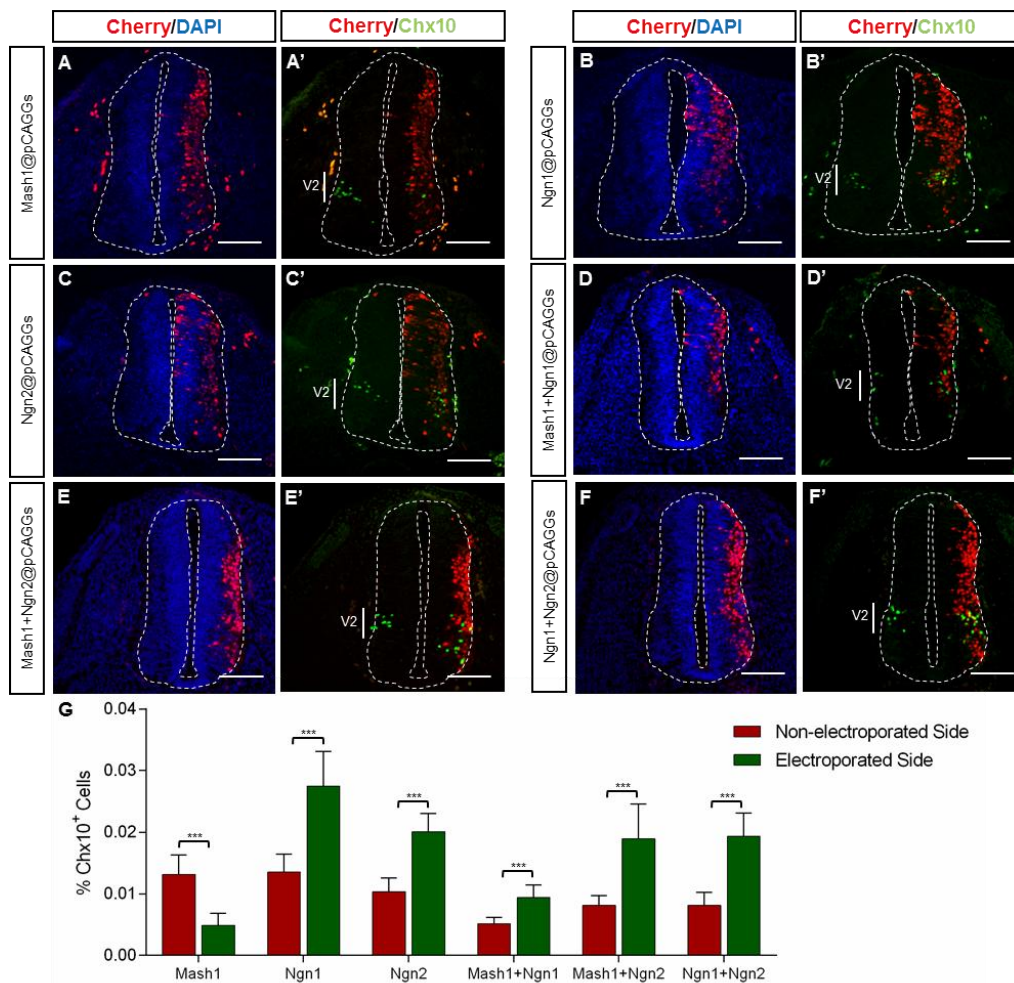 Cherry/DAPI
Cherry/Chx10
Cherry/DAPI
Cherry/Chx10
Mash1@pCAGGs
A
A'
V2
Ngn1@pCAGGs
B
B'
V2
Ngn2@pCAGGs
C
C'
V2
Mash1+Ngn1@pCAGGs
D
D'
V2
Mash1+Ngn2@pCAGGs
E
E'
V2
Ngn1+Ngn2@pCAGGs
F
F'
V2
G
% Chx10+ Cells
0.04
0.03
0.02
0.01
0.00
***
***
***
***
***
***
Non-electroporated Side
Electroporated Side
Mash1
Ngn1
Ngn2
Mash1+Ngn1
Mash1+Ngn2
Ngn1+Ngn2